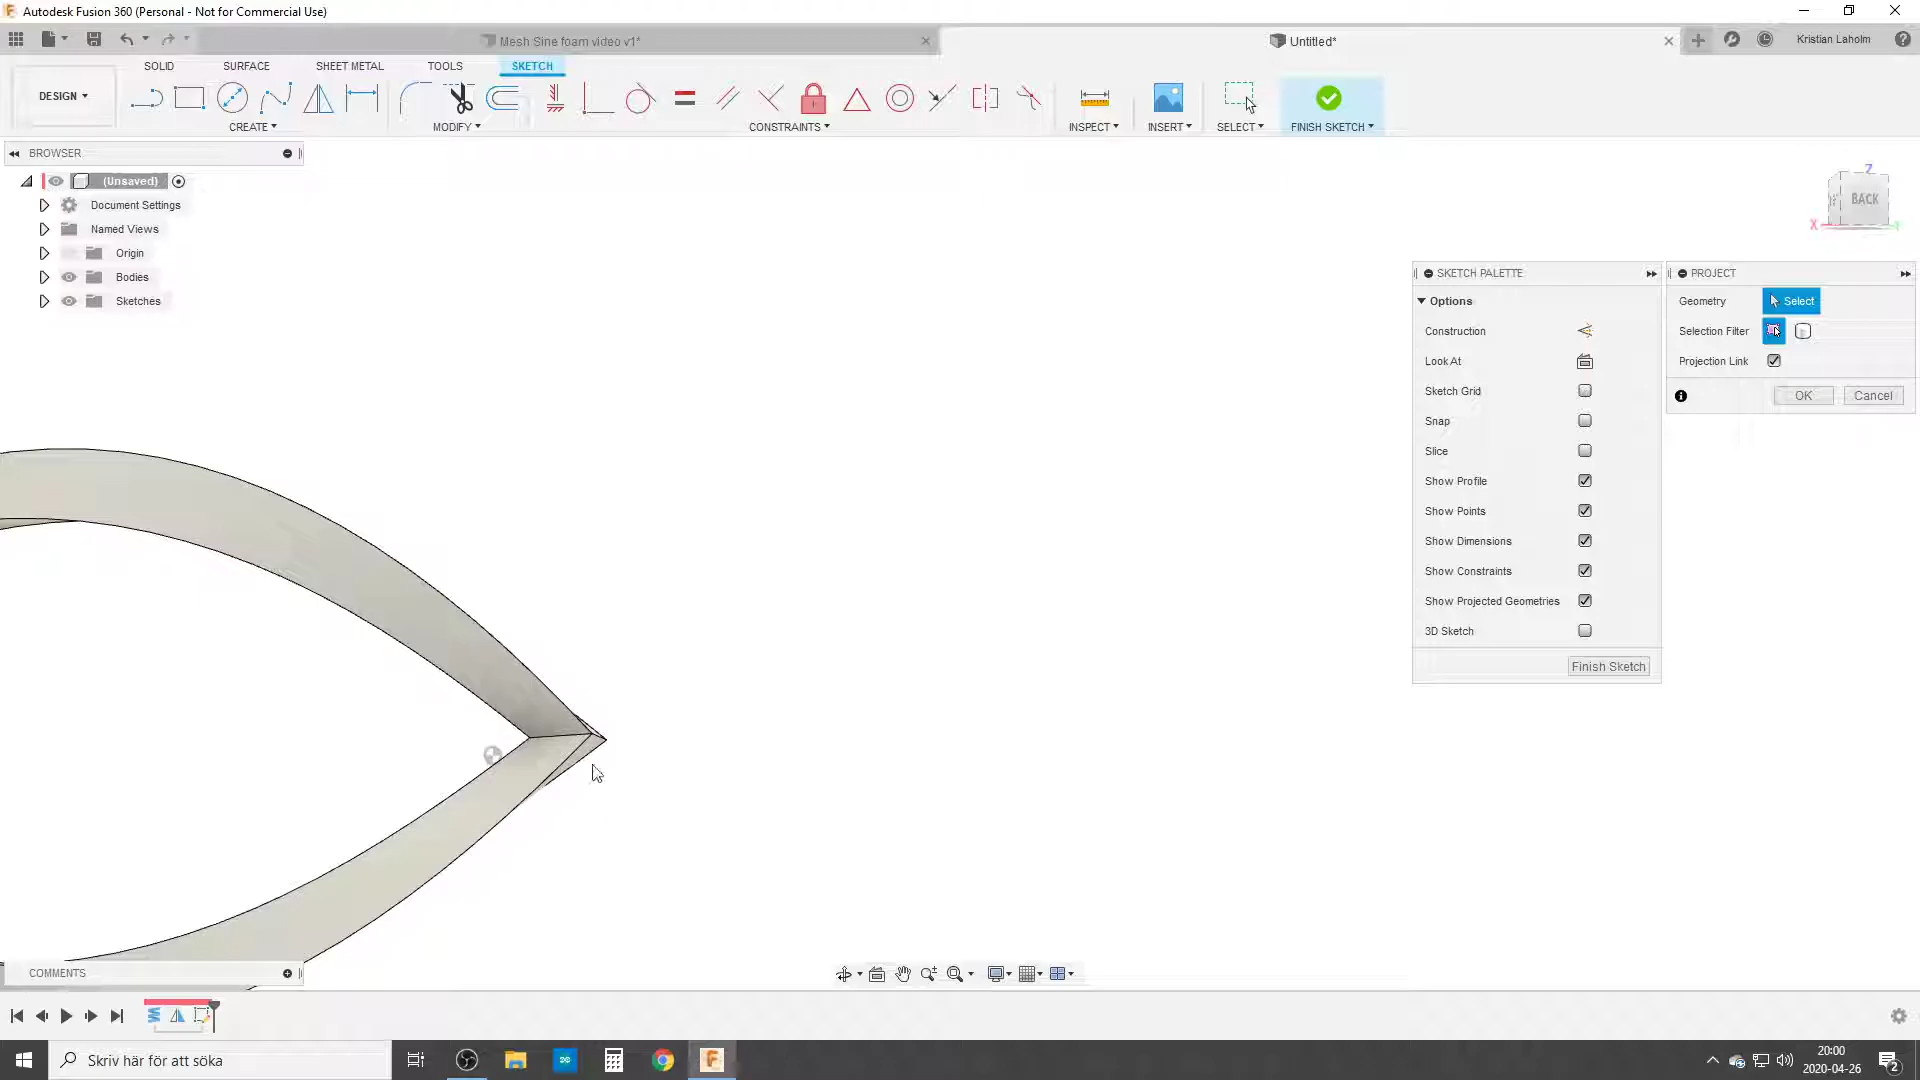 Autodesk Fusion 360 (Personal - Not for Commercial Use)
Mesh Sine foam video v1*
Untitled*
Kristian Laholm
SOLID
SURFACE
SHEET METAL
TOOLS
SKETCH
DESIGN
CREATE
MODIFY
CONSTRAINTS
INSPECT
INSERT
SELECT
FINISH SKETCH
BROWSER
(Unsaved)
Document Settings
Named Views
Origin
Bodies
Sketches
Z
BACK
X
SKETCH PALETTE
Options
Construction
Look At
Sketch Grid
Snap
Slice
Show Profile
Show Points
Show Dimensions
Show Constraints
Show Projected Geometries
3D Sketch
Finish Sketch
PROJECT
Geometry
Select
Selection Filter
Projection Link
OK
Cancel
COMMENTS
Skriv här för att söka
20:00
2020-04-26
2